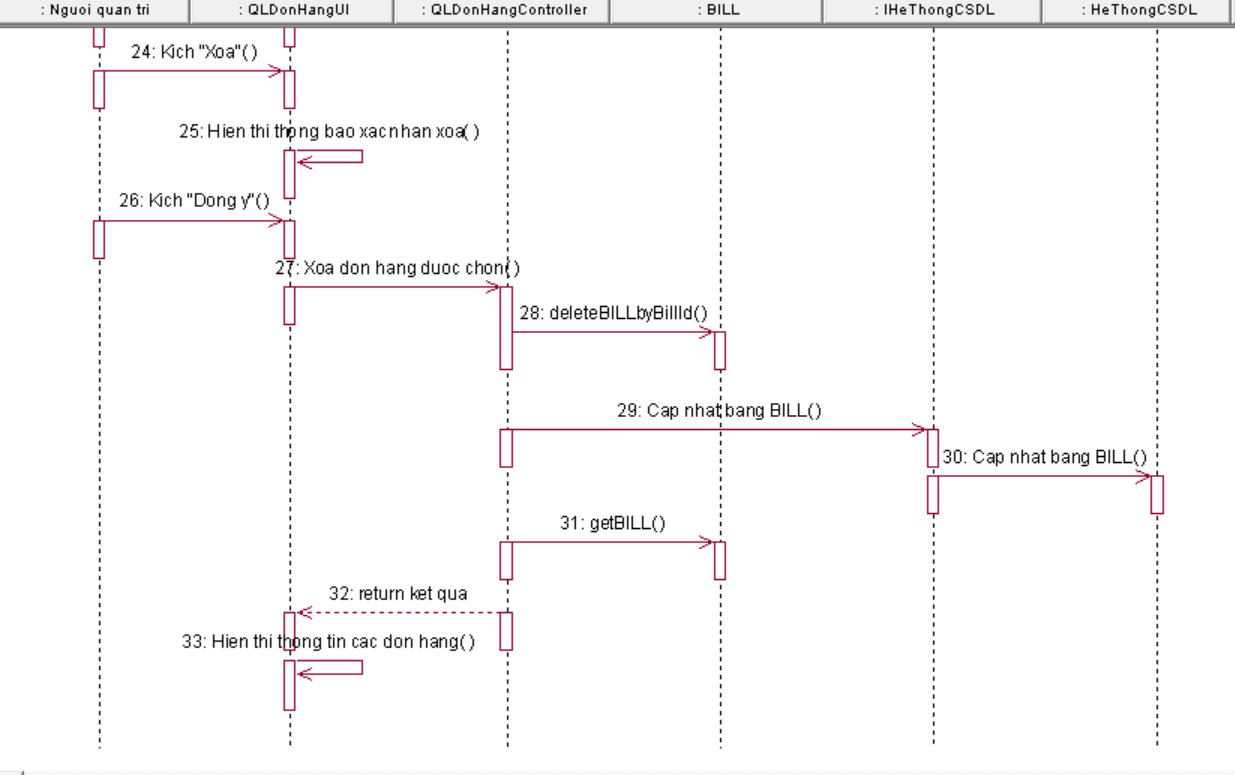 : Nguoi quan tri
: QLDonHangUI
: QLDonHangController
: BILL
: IHeThongCSDL
: HeThongCSDL
24: Kich "Xoa"()
25: Hien thi thong bao xac nhan xoa()
26: Kich "Dong y"()
27: Xoa don hang duoc chon()
28: deleteBILLbyBillId()
29: Cap nhat bang BILL()
30: Cap nhat bang BILL()
31: getBILL()
32: return ket qua
33: Hien thi thong tin cac don hang()